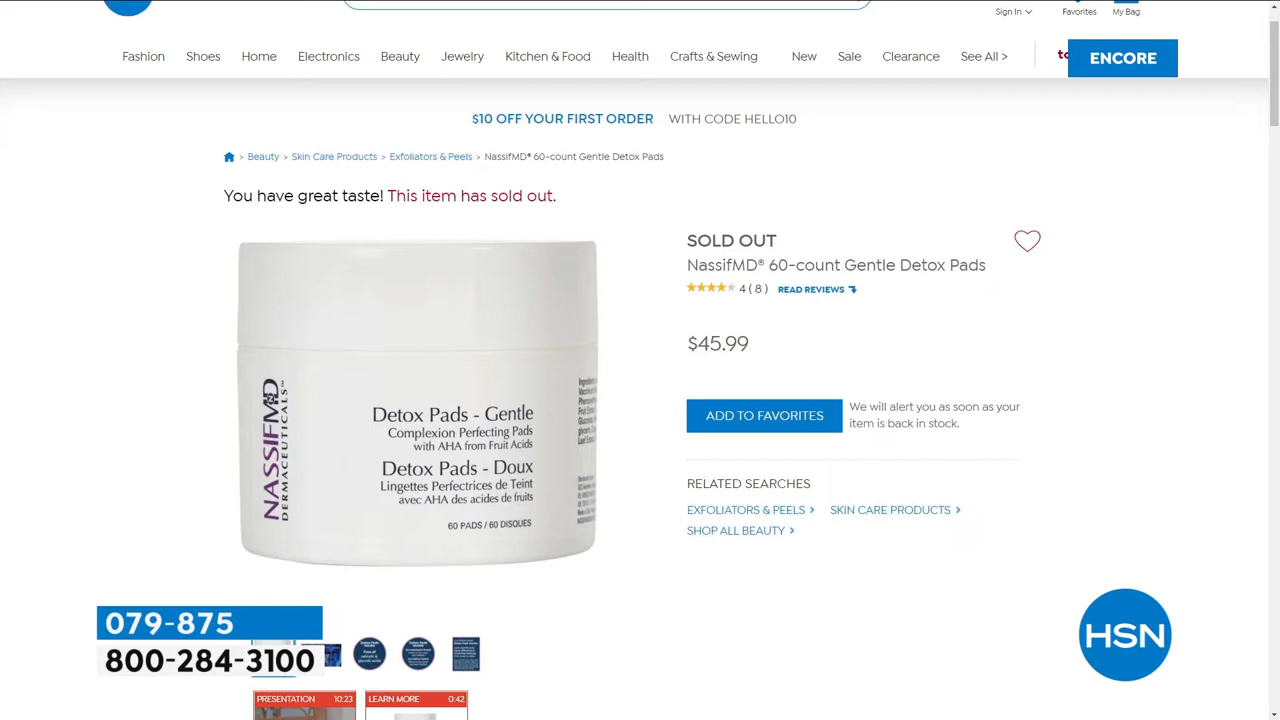 Sign In
Favorites
My Bag
Fashion Shoes Home Electronics Beauty Jewelry Kitchen & Food Health Crafts & Sewing New Sale Clearance See All >
ENCORE
$10 OFF YOUR FIRST ORDER WITH CODE HELLO10
> Beauty > Skin Care Products > Exfoliators & Peels > NassifMD® 60-count Gentle Detox Pads
You have great taste! This item has sold out.
NASSIFMD
DERMACEUTICALS™
Detox Pads - Gentle
Complexion Perfecting Pads
with AHA from Fruit Acids
Detox Pads - Doux
Lingettes Perfectrices de Teint
avec AHA des acides de fruits
60 PADS / 60 DISQUES
SOLD OUT
NassifMD® 60-count Gentle Detox Pads
4 ( 8 ) READ REVIEWS
$45.99
ADD TO FAVORITES
We will alert you as soon as your
item is back in stock.
RELATED SEARCHES
EXFOLIATORS & PEELS > SKIN CARE PRODUCTS >
SHOP ALL BEAUTY >
079-875
800-284-3100
HSN
PRESENTATION 10:23
LEARN MORE 0:42